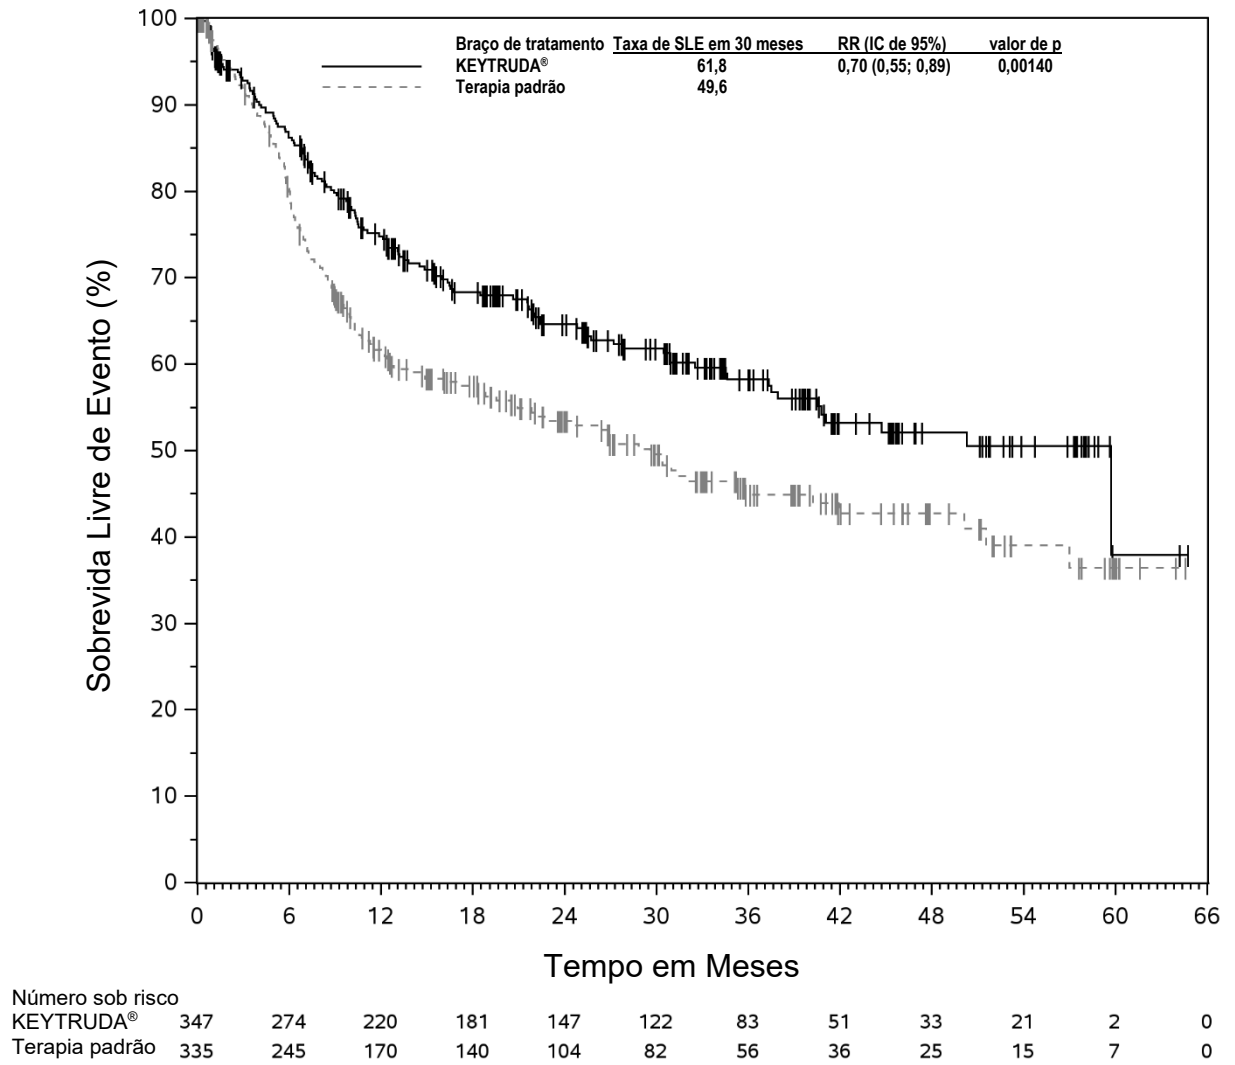 Braço de tratamento Taxa de SLE em 30 meses RR (IC de 95%) valor de p
KEYTRUDA® 61,8 0,70 (0,55; 0,89) 0,00140
Terapia padrão 49,6
100
90
80
70
60
50
40
30
20
10
0
Sobrevida Livre de Evento (%)
0 6 12 18 24 30 36 42 48 54 60 66
Tempo em Meses
Número sob risco
KEYTRUDA® 347 274 220 181 147 122 83 51 33 21 2 0
Terapia padrão 335 245 170 140 104 82 56 36 25 15 7 0